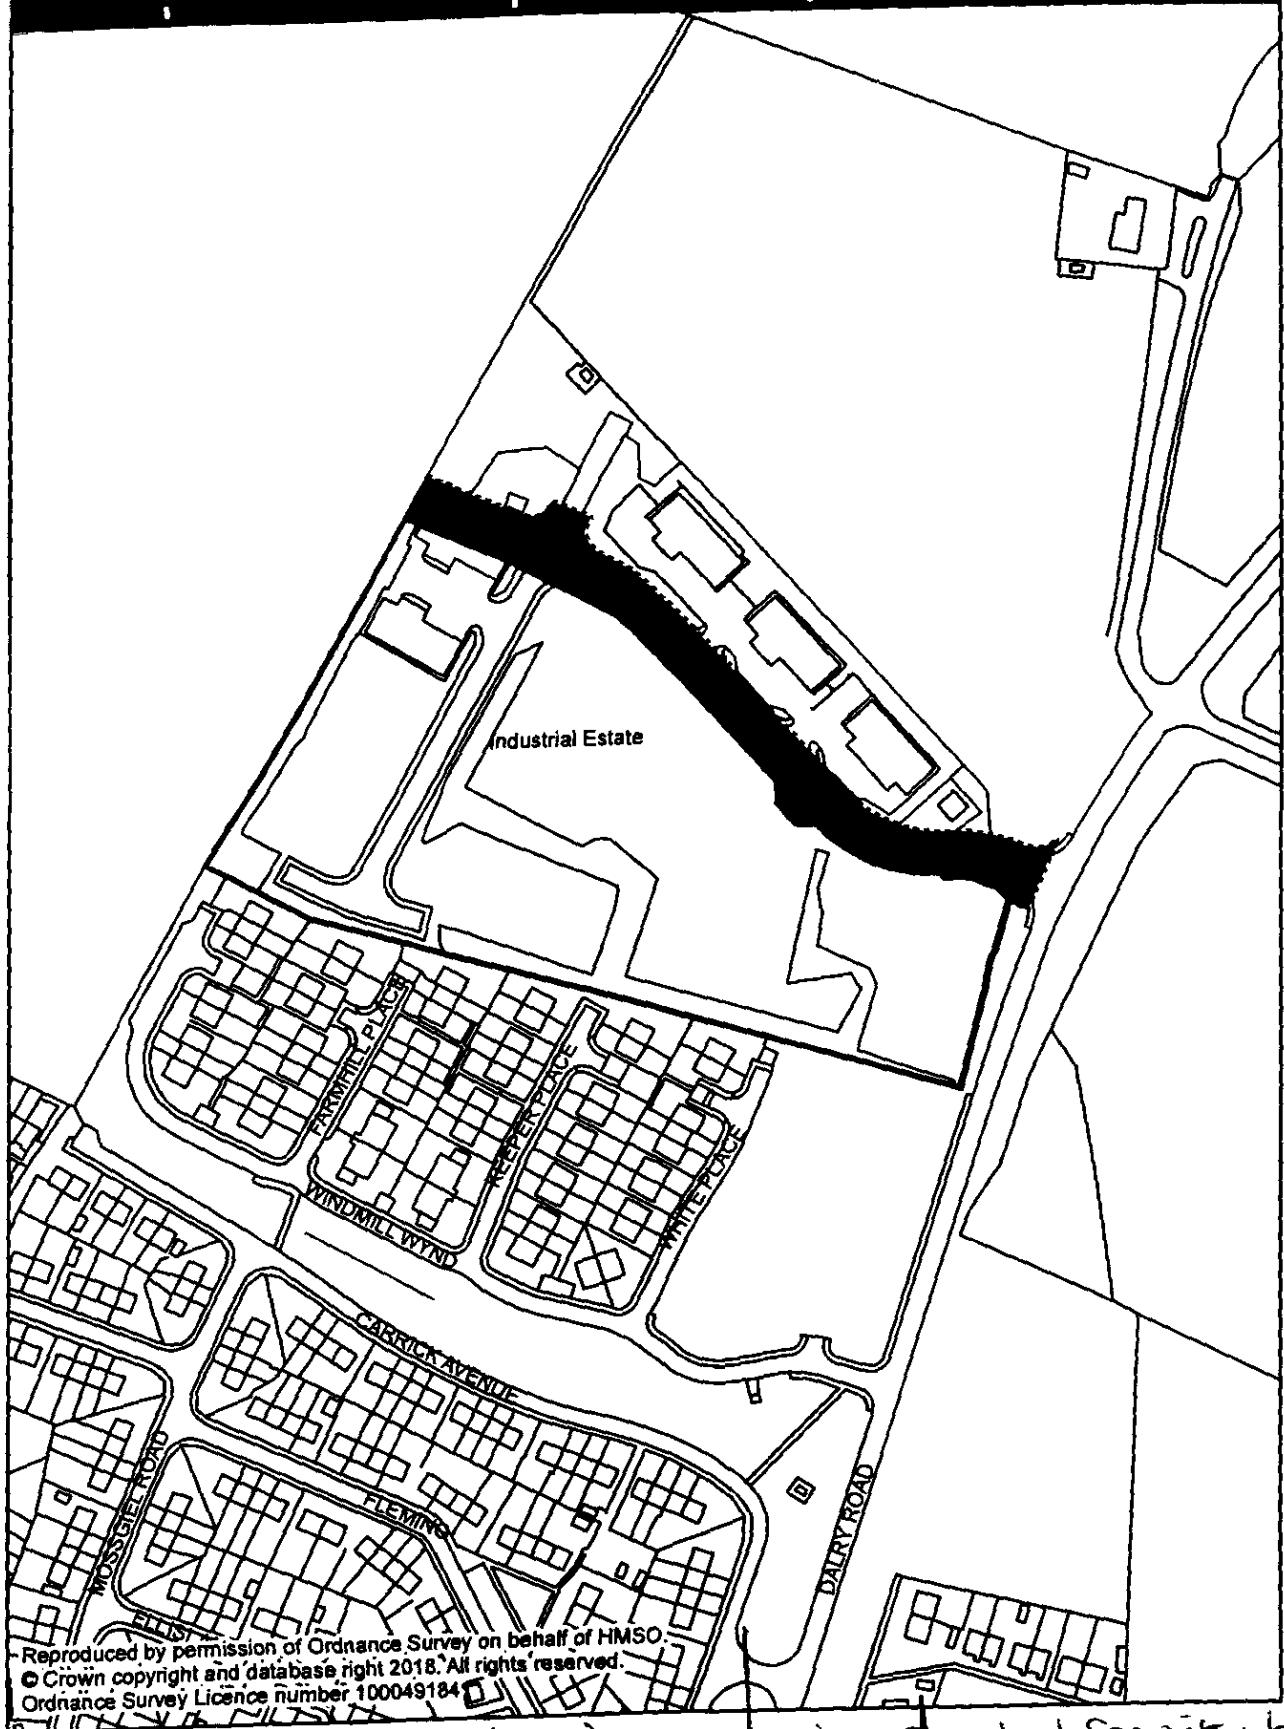 Industrial Estate
FARMHILL PLACE
REEPER PLACE
WHITE PLACE
WINDMILL WYND
CARRICK AVENUE
MOSSGIEL ROAD
FLEMING
DALRY ROAD
Reproduced by permission of Ordnance Survey on behalf of HMSO.
© Crown copyright and database right 2018. All rights reserved.
Ordnance Survey Licence number 100049184